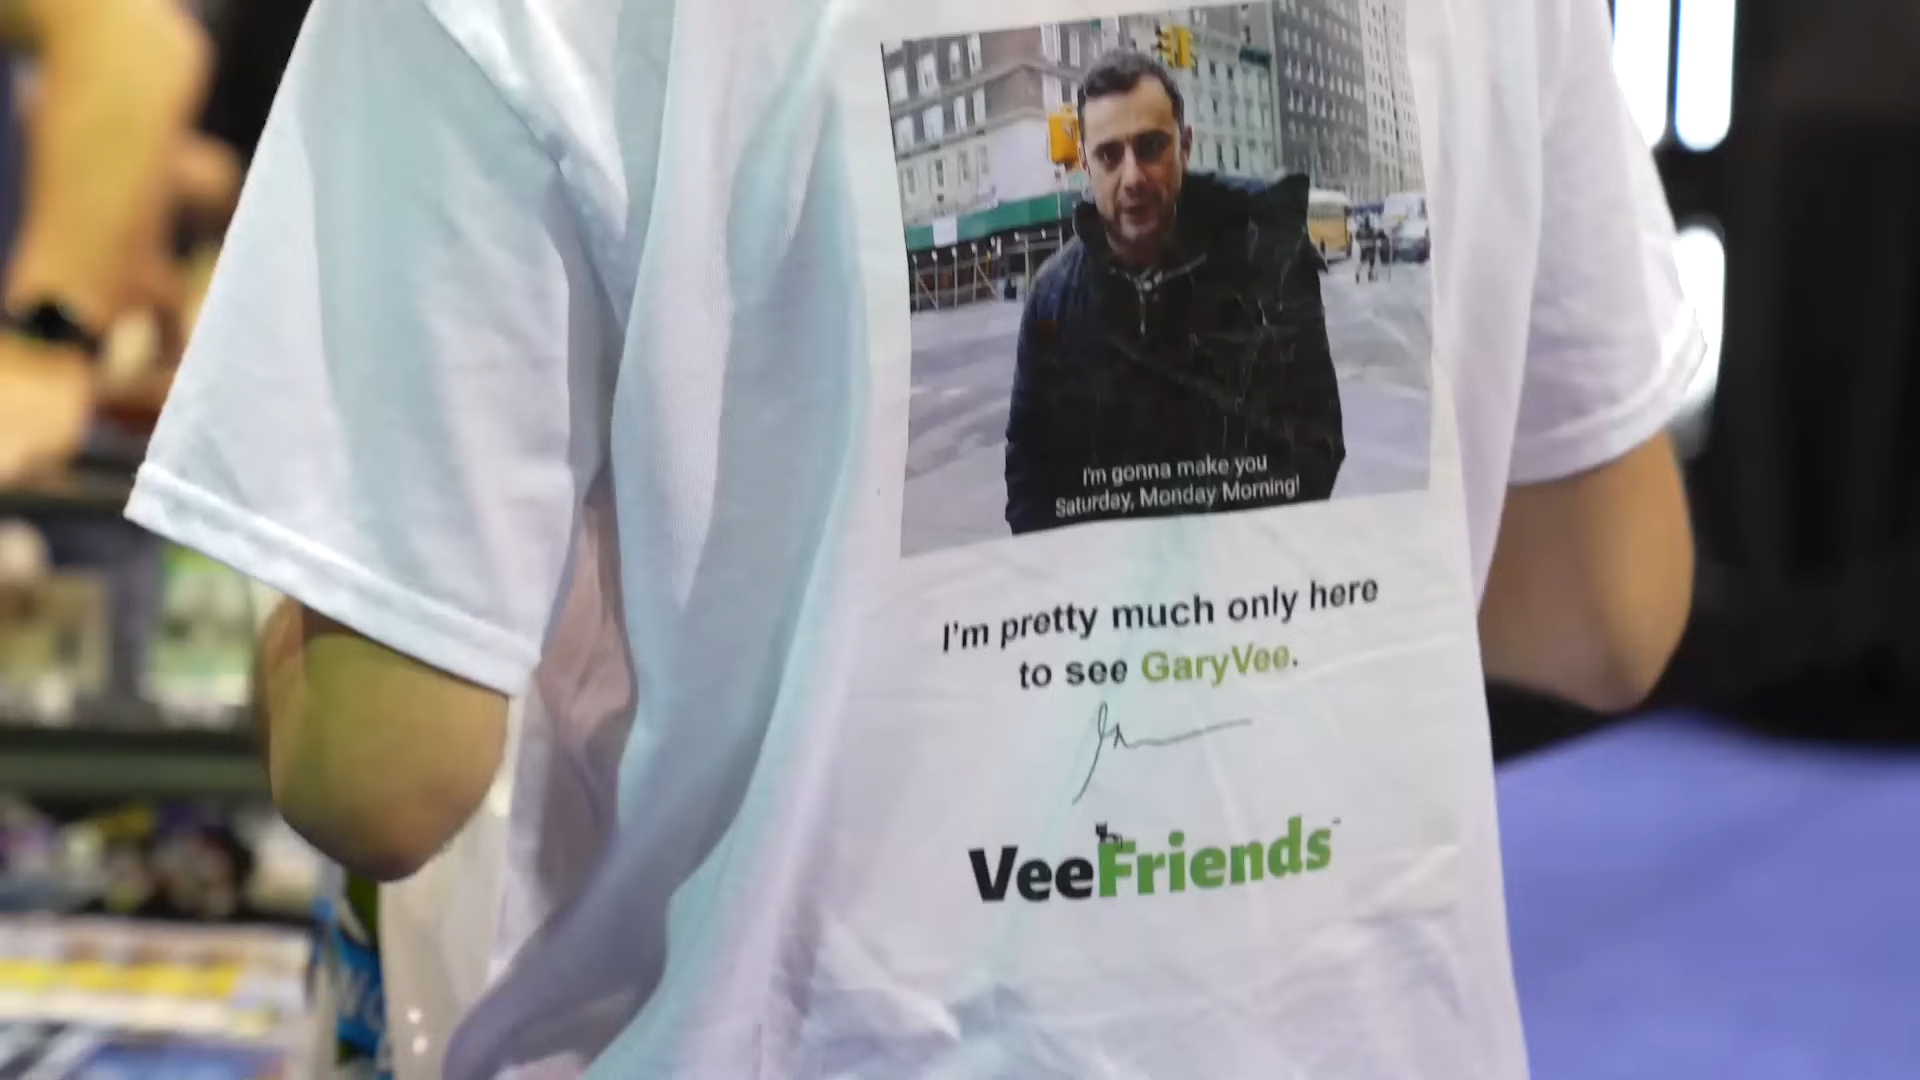 I'm gonna make you
Saturday, Monday Morning!
I'm pretty much only here
to see GaryVee.
VeeFriends